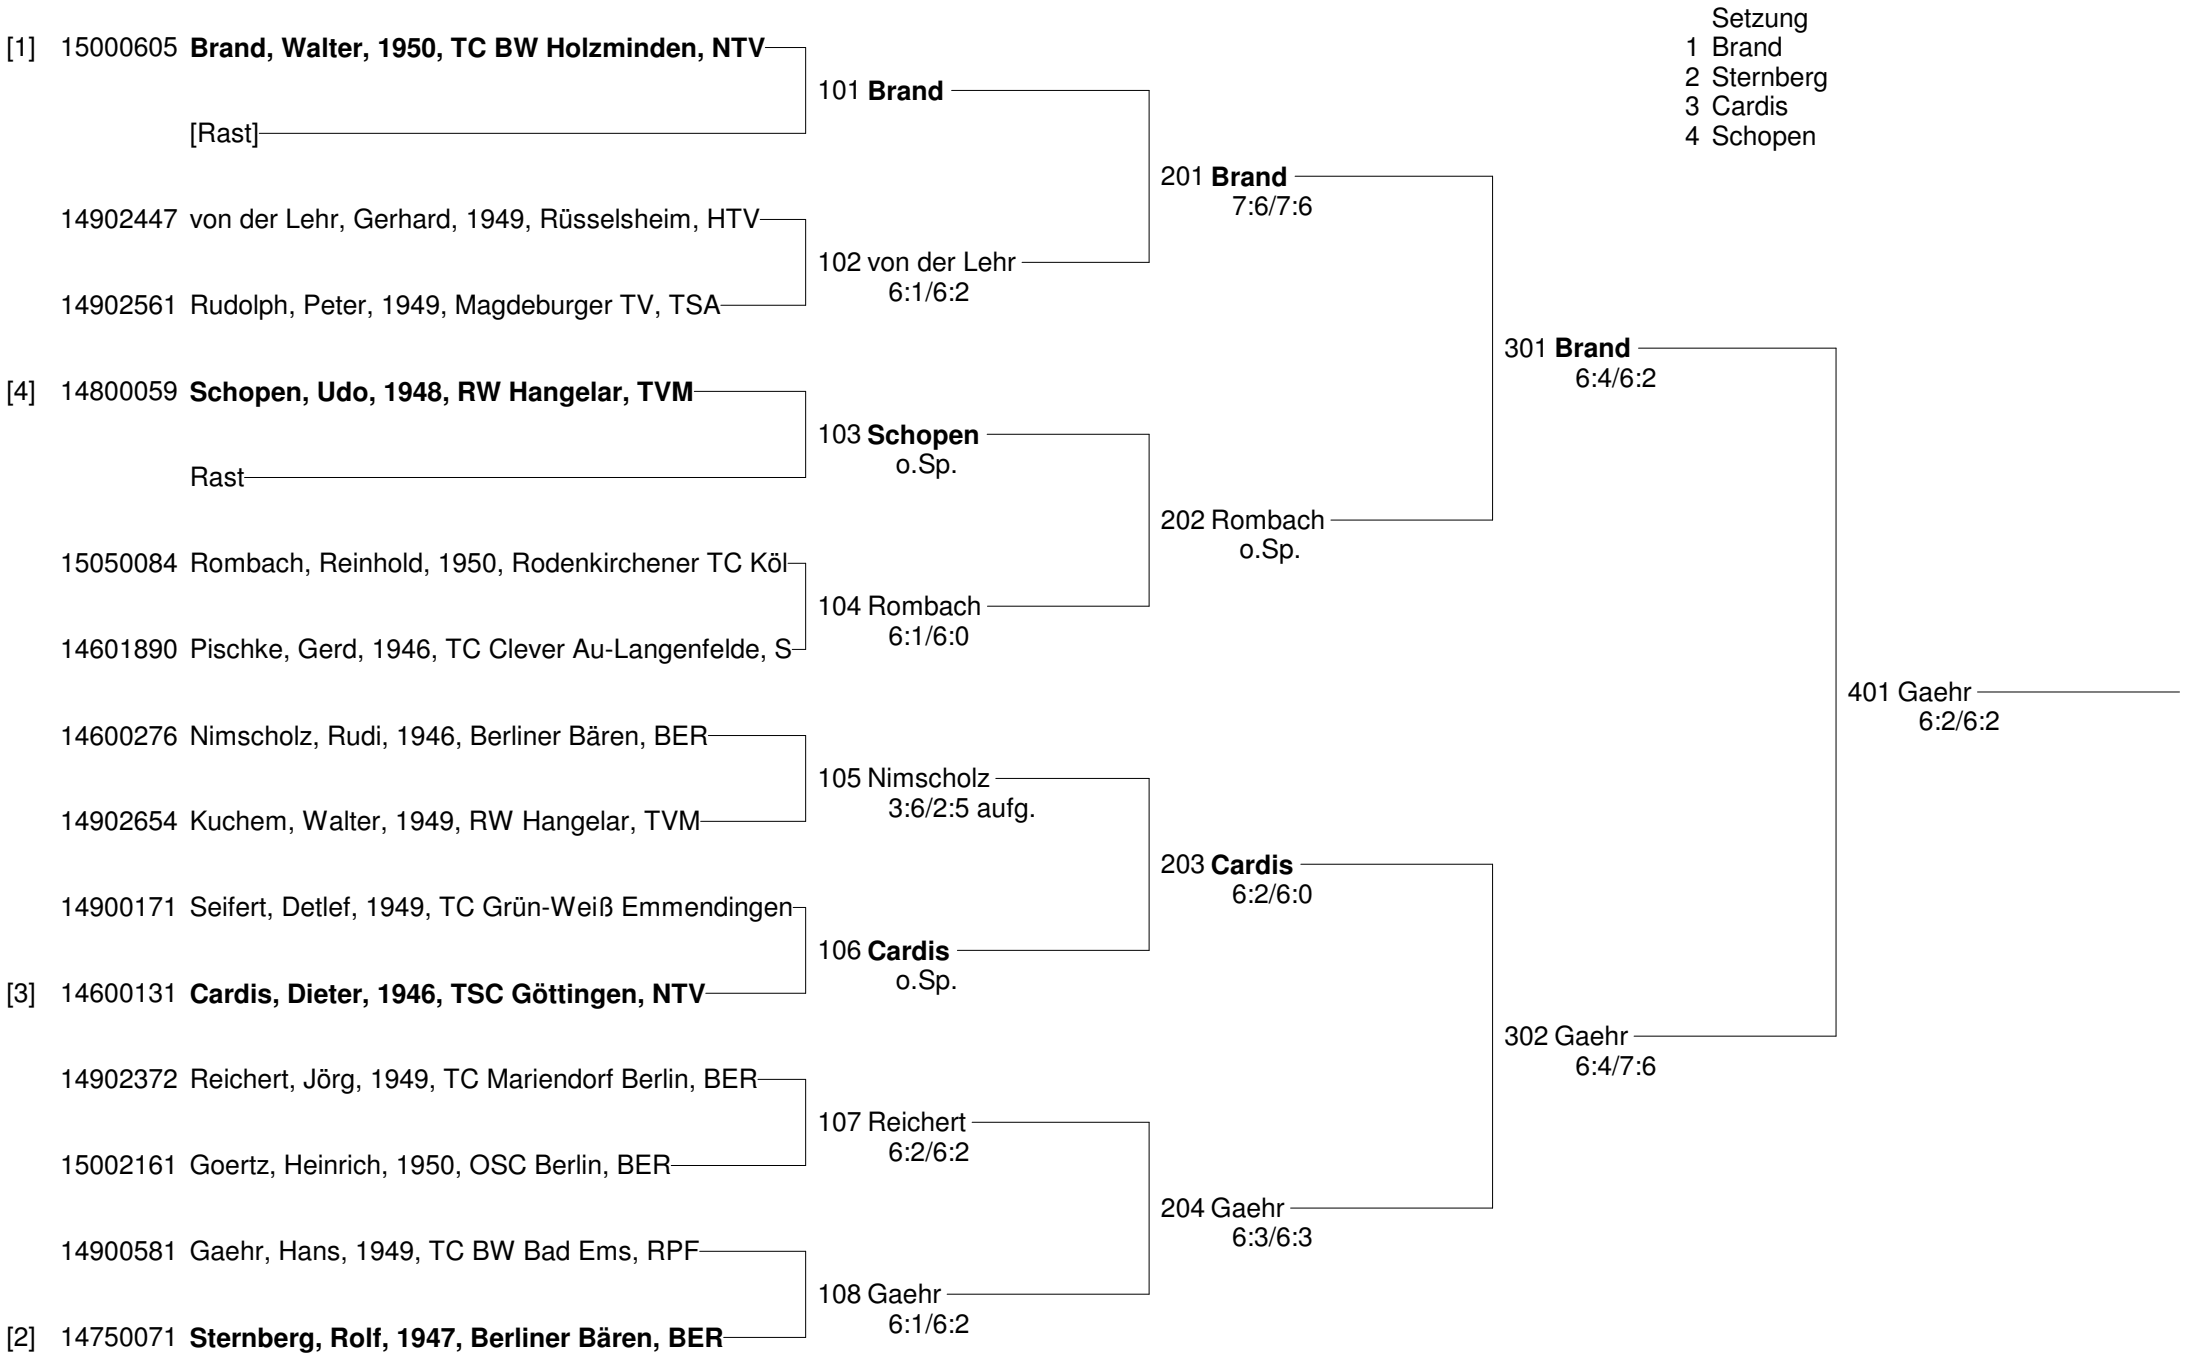 Setzung
1 Brand
2 Sternberg
3 Cardis
4 Schopen
[1] 15000605 Brand, Walter, 1950, TC BW Holzminden, NTV
101 Brand
[Rast]
201 Brand
7:6/7:6
14902447 von der Lehr, Gerhard, 1949, Rüsselsheim, HTV
102 von der Lehr
6:1/6:2
14902561 Rudolph, Peter, 1949, Magdeburger TV, TSA
301 Brand
6:4/6:2
[4] 14800059 Schopen, Udo, 1948, RW Hangelar, TVM
103 Schopen
o.Sp.
Rast
202 Rombach
o.Sp.
15050084 Rombach, Reinhold, 1950, Rodenkirchener TC Köl
104 Rombach
6:1/6:0
14601890 Pischke, Gerd, 1946, TC Clever Au-Langenfelde, S
401 Gaehr
6:2/6:2
14600276 Nimscholz, Rudi, 1946, Berliner Bären, BER
105 Nimscholz
3:6/2:5 aufg.
14902654 Kuchem, Walter, 1949, RW Hangelar, TVM
203 Cardis
6:2/6:0
14900171 Seifert, Detlef, 1949, TC Grün-Weiß Emmendingen
106 Cardis
o.Sp.
[3] 14600131 Cardis, Dieter, 1946, TSC Göttingen, NTV
302 Gaehr
6:4/7:6
14902372 Reichert, Jörg, 1949, TC Mariendorf Berlin, BER
107 Reichert
6:2/6:2
15002161 Goertz, Heinrich, 1950, OSC Berlin, BER
204 Gaehr
6:3/6:3
14900581 Gaehr, Hans, 1949, TC BW Bad Ems, RPF
108 Gaehr
6:1/6:2
[2] 14750071 Sternberg, Rolf, 1947, Berliner Bären, BER